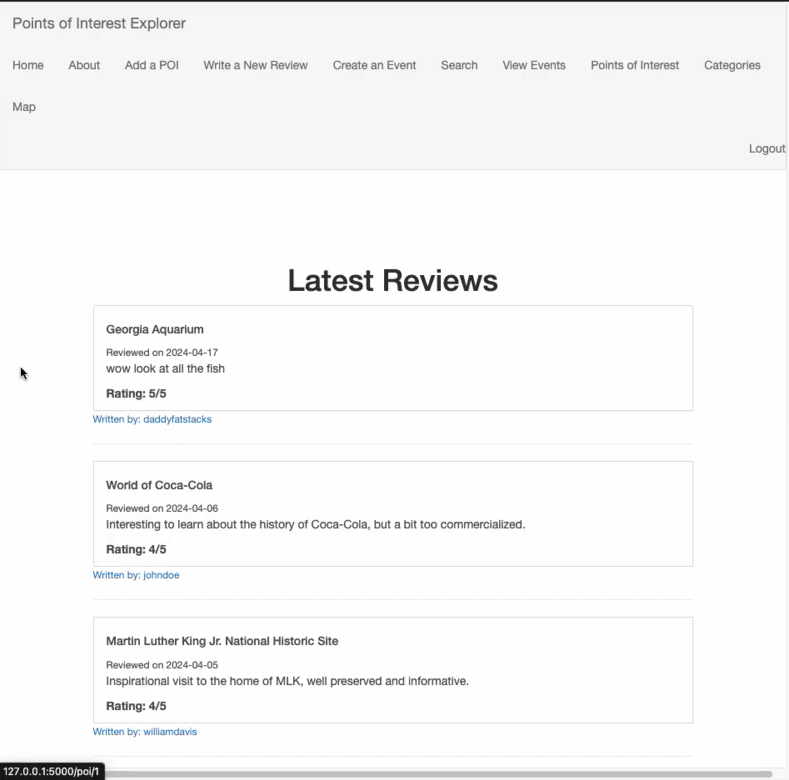 Points of Interest Explorer
Home About Add a POI Write a New Review Create an Event Search View Events Points of Interest Categories
Map
Logout
Latest Reviews
Georgia Aquarium
Reviewed on 2024-04-17
wow look at all the fish
Rating: 5/5
Written by: daddyfatstacks
World of Coca-Cola
Reviewed on 2024-04-06
Interesting to learn about the history of Coca-Cola, but a bit too commercialized.
Rating: 4/5
Written by: johndoe
Martin Luther King Jr. National Historic Site
Reviewed on 2024-04-05
Inspirational visit to the home of MLK, well preserved and informative.
Rating: 4/5
Written by: williamdavis
127.0.0.1:5000/poi/1